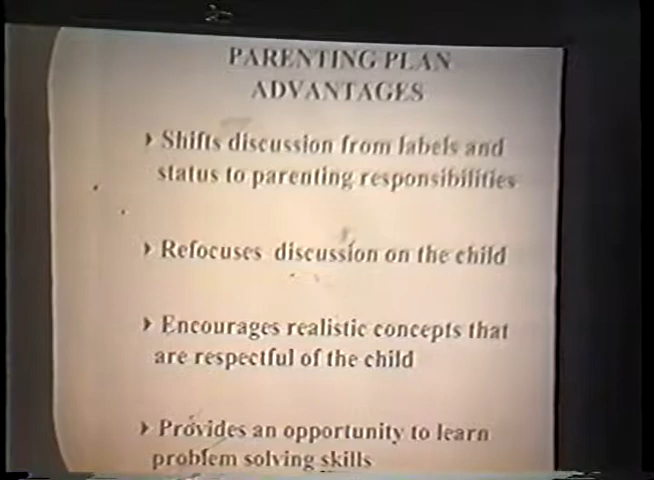 PARENTING PLAN
ADVANTAGES
Shifts discussion from labels and
status to parenting responsibilities
Refocuses discussion on the child
Encourages realistic concepts that
are respectful of the child
Provides an opportunity to learn
problem solving skills